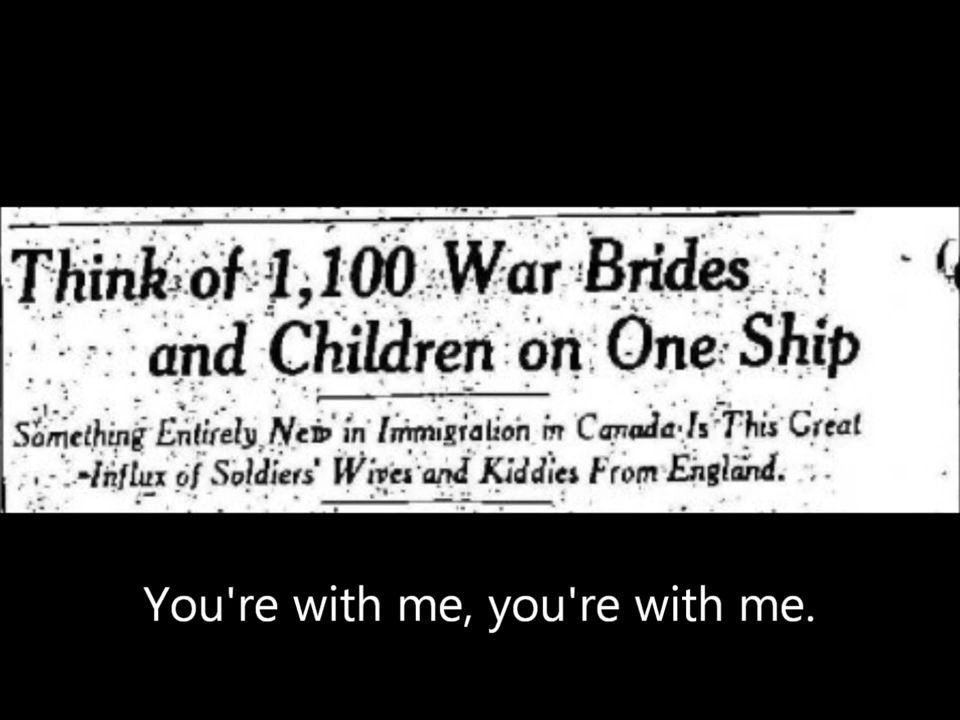 Think of 1,100 War Brides
and Children on One Ship
Something Entirely New in Immigration in Canada Is This Great
Influx of Soldiers' Wives and Kiddies From England.
You're with me, you're with me.